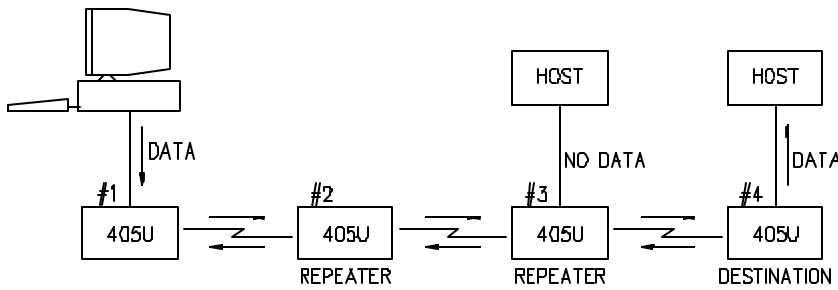 HOST
HOST
DATA
NO DATA
DATA
#1
#2
#3
#4
405U
405U
405U
405U
REPEATER
REPEATER
DESTINATION